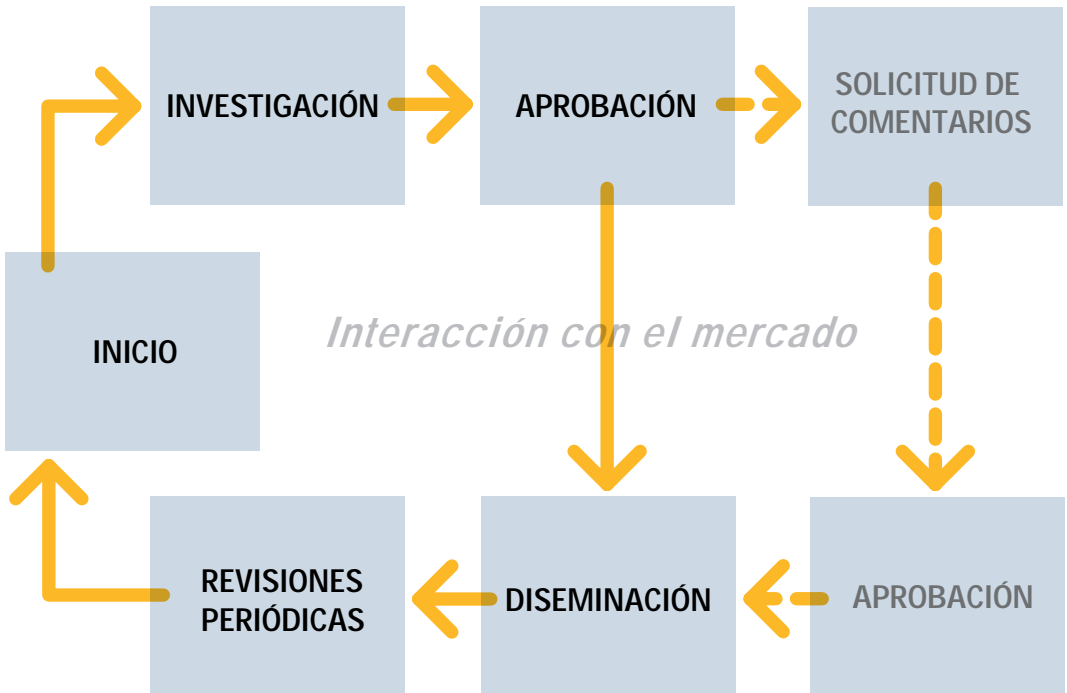 INVESTIGACIÓN
APROBACIÓN
SOLICITUD DE
COMENTARIOS
INICIO
Interacción con el mercado
REVISIONES
PERIÓDICAS
DISEMINACIÓN
APROBACIÓN